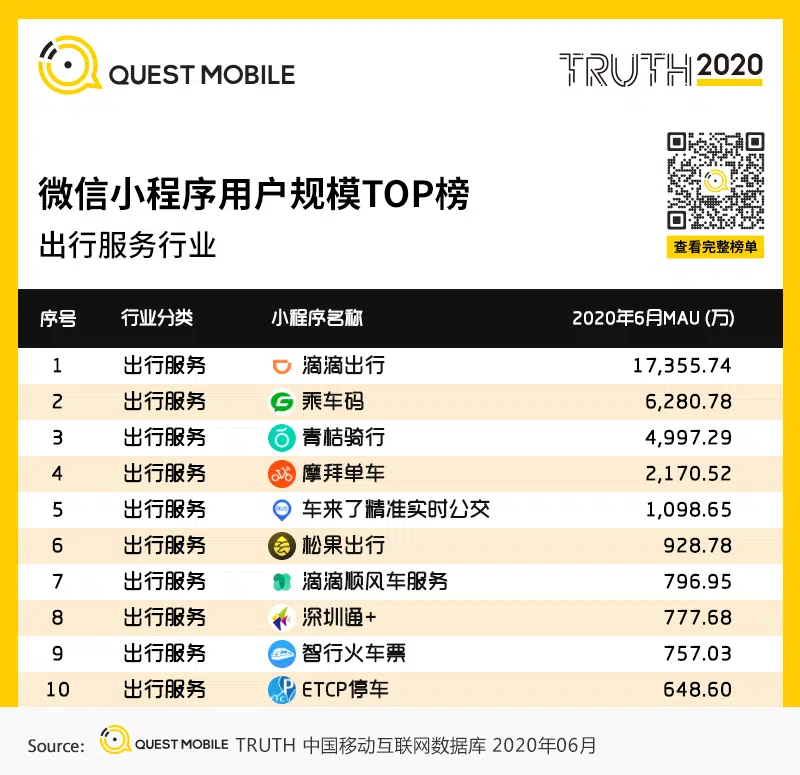 QUEST MOBILE
TRUTH 2020
微信小程序用户规模TOP榜
出行服务行业
查看完整榜单
序号 行业分类 小程序名称 2020年6月MAU (万)
1 出行服务 滴滴出行 17,355.74
2 出行服务 乘车码 6,280.78
3 出行服务 青桔骑行 4,997.29
4 出行服务 摩拜单车 2,170.52
5 出行服务 BUS 车来了精准实时公交 1,098.65
6 出行服务 松果出行 928.78
7 出行服务 滴滴顺风车服务 796.95
8 出行服务 深圳通+ 777.68
9 出行服务 智行火车票 757.03
10 出行服务 ETCP停车 648.60
Source: QUEST MOBILE TRUTH 中国移动互联网数据库 2020年06月